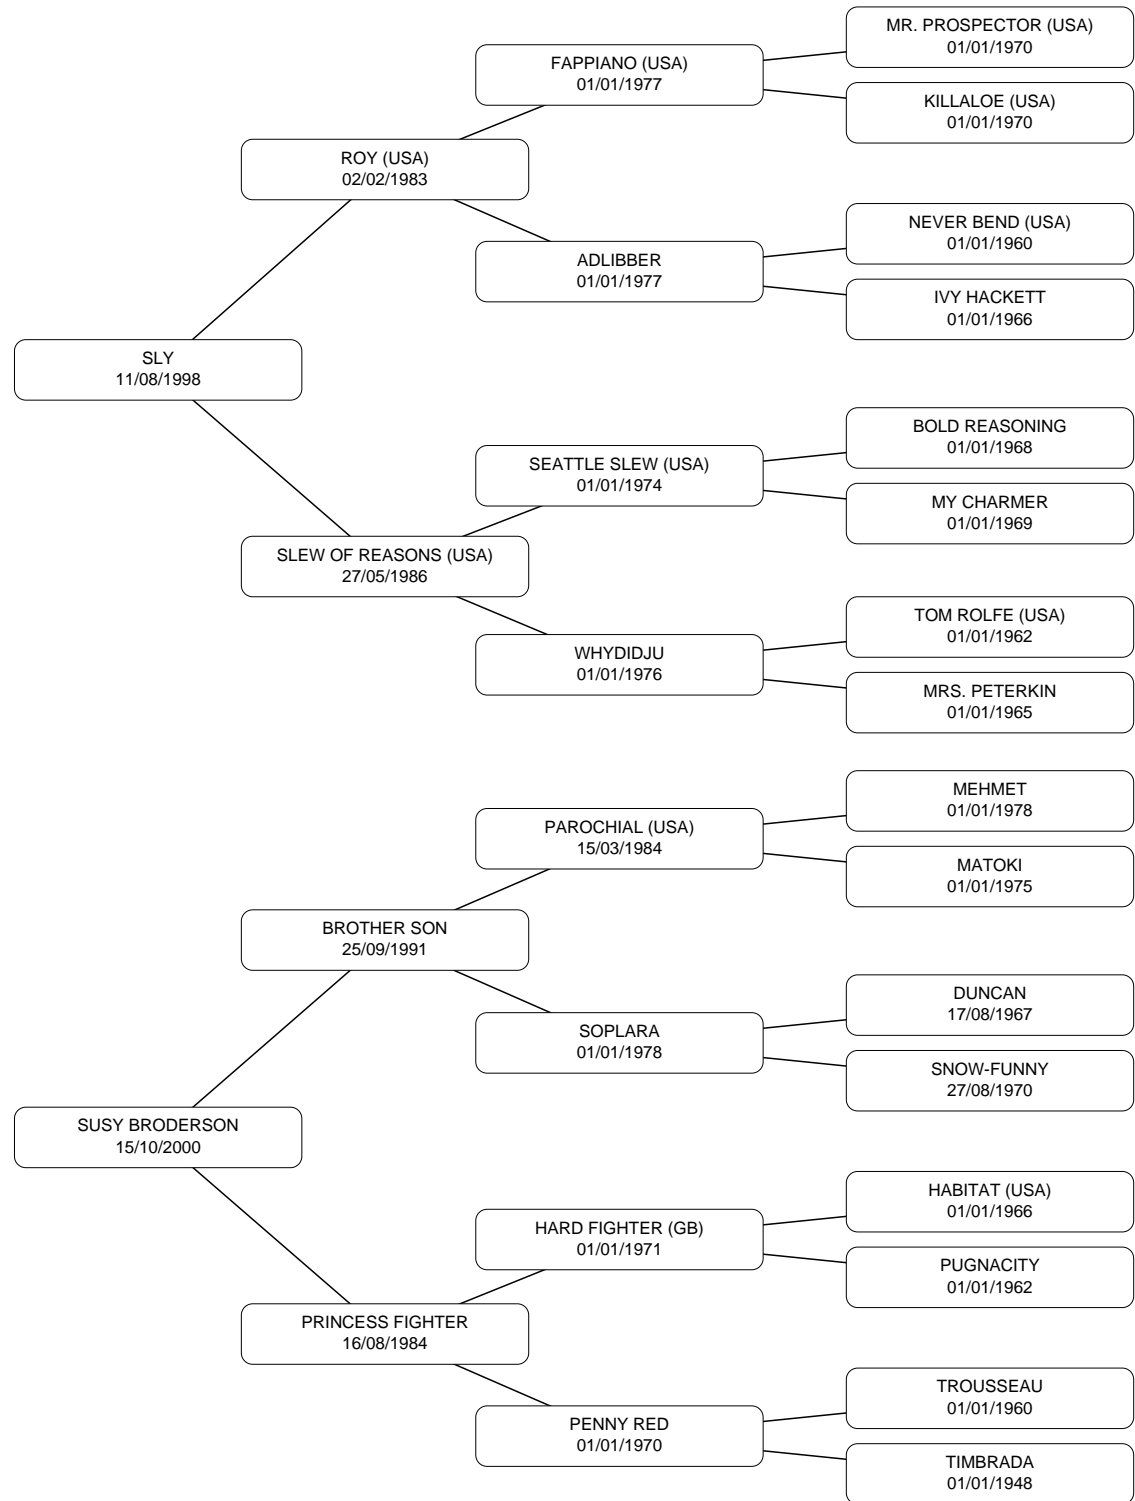 MR. PROSPECTOR (USA)
01/01/1970
FAPPIANO (USA)
01/01/1977
KILLALOE (USA)
01/01/1970
ROY (USA)
02/02/1983
NEVER BEND (USA)
01/01/1960
ADLIBBER
01/01/1977
IVY HACKETT
01/01/1966
SLY
11/08/1998
BOLD REASONING
01/01/1968
SEATTLE SLEW (USA)
01/01/1974
MY CHARMER
01/01/1969
SLEW OF REASONS (USA)
27/05/1986
TOM ROLFE (USA)
01/01/1962
WHYDIDJU
01/01/1976
MRS. PETERKIN
01/01/1965
MEHMET
01/01/1978
PAROCHIAL (USA)
15/03/1984
MATOKI
01/01/1975
BROTHER SON
25/09/1991
DUNCAN
17/08/1967
SOPLARA
01/01/1978
SNOW-FUNNY
27/08/1970
SUSY BRODERSON
15/10/2000
HABITAT (USA)
01/01/1966
HARD FIGHTER (GB)
01/01/1971
PUGNACITY
01/01/1962
PRINCESS FIGHTER
16/08/1984
TROUSSEAU
01/01/1960
PENNY RED
01/01/1970
TIMBRADA
01/01/1948